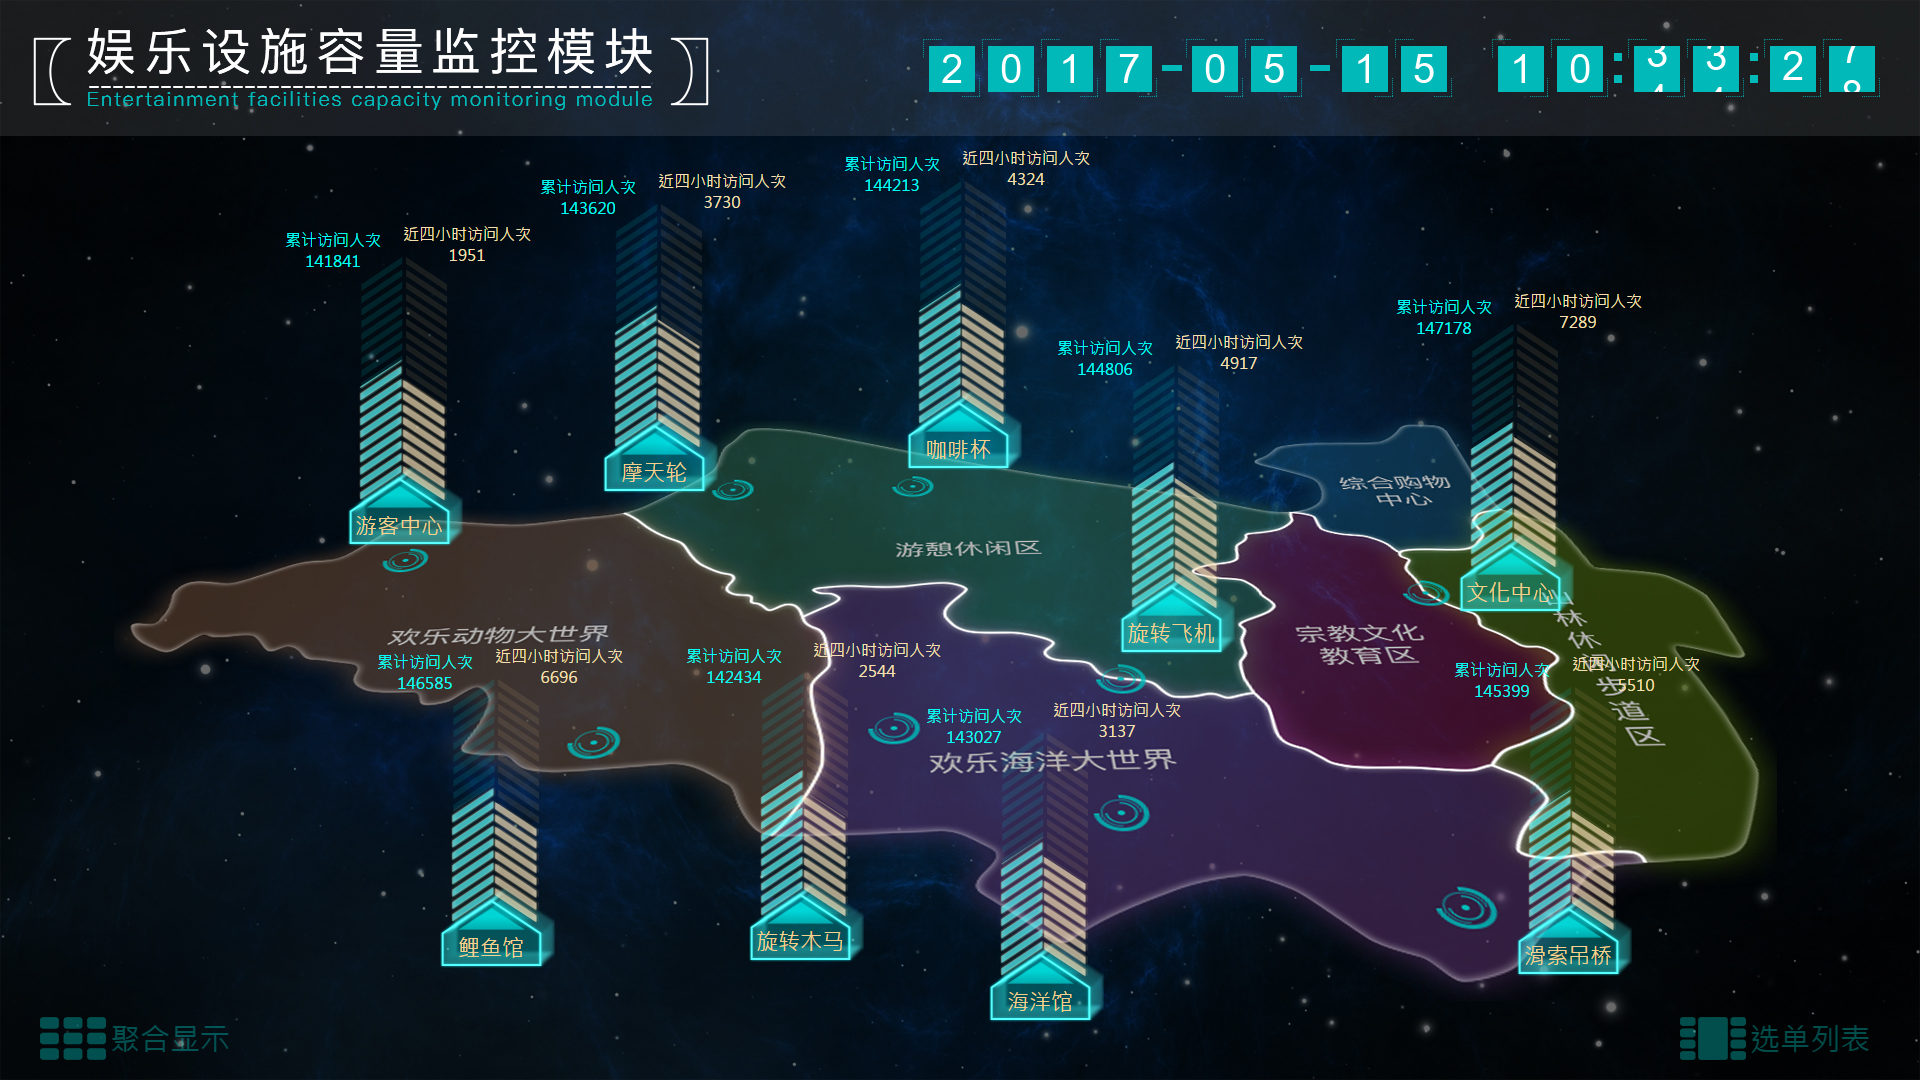 娱乐设施容量监控模块
Entertainment facilities capacity monitoring module
2017-05-15 10:33:27
累计访问人次
144213
近四小时访问人次
4324
累计访问人次
143620
近四小时访问人次
3730
累计访问人次
141841
近四小时访问人次
1951
累计访问人次
147178
近四小时访问人次
7289
累计访问人次
144806
近四小时访问人次
4917
咖啡杯
摩天轮
游客中心
综合购物
中心
游憩休闲区
文化中心
旋转飞机
宗教文化
教育区
山林休闲步道区
欢乐动物大世界
累计访问人次
146585
近四小时访问人次
6696
累计访问人次
142434
近四小时访问人次
2544
累计访问人次
145399
近四小时访问人次
5510
累计访问人次
143027
近四小时访问人次
3137
欢乐海洋大世界
鲤鱼馆
旋转木马
滑索吊桥
海洋馆
聚合显示
选单列表